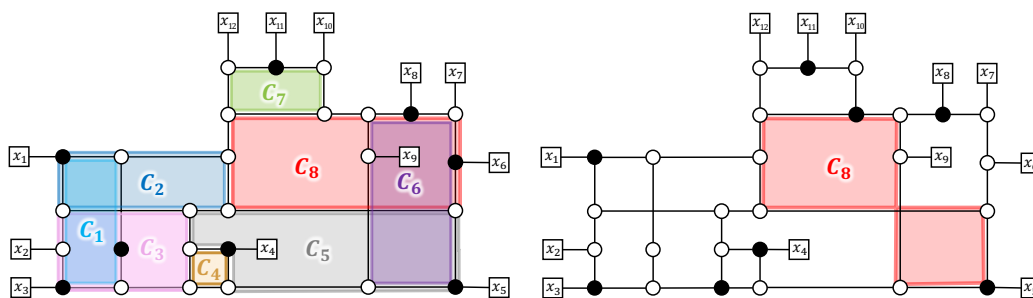 x₁₂ x₁₁ x₁₀ x₁₂ x₁₁ x₁₀
x₈ x₇ x₈ x₇
C₇
x₁ C₂ C₈ x₉ C₆ x₆ x₁ C₈ x₉
x₂ C₁ C₃ x₄ C₅ x₂ x₄
C₄
x₃ x₅ x₃